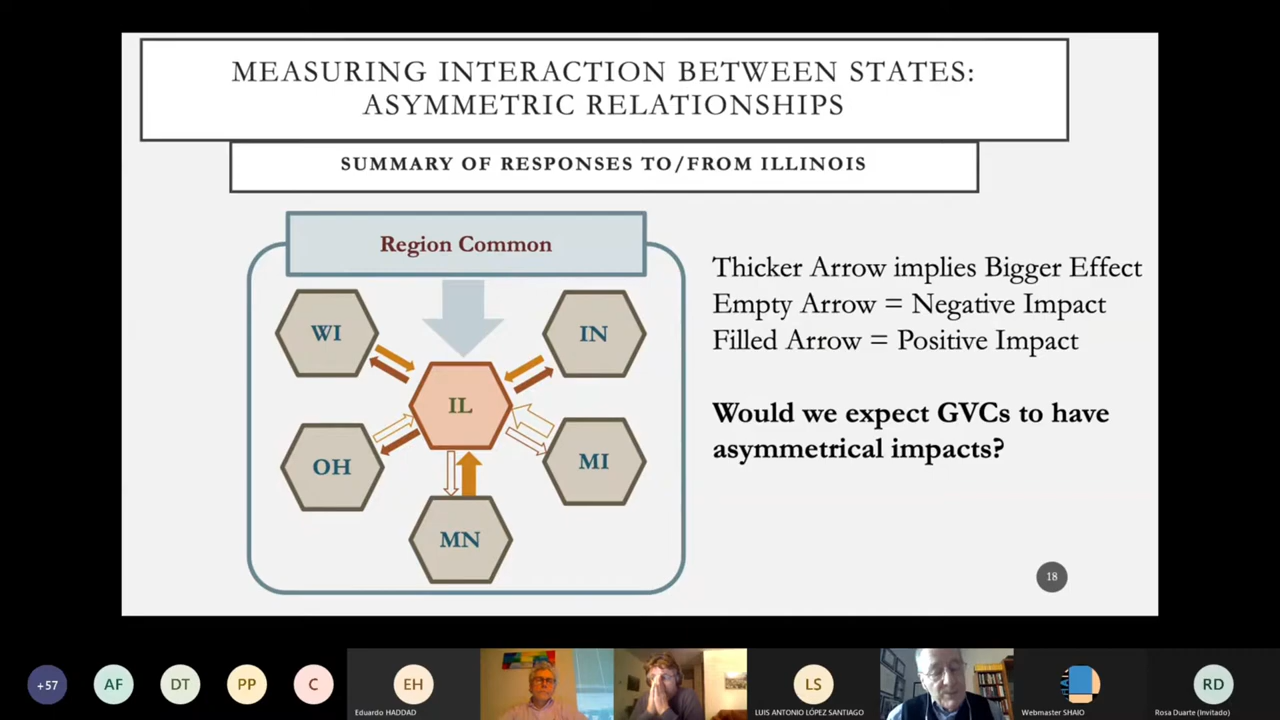 MEASURING INTERACTION BETWEEN STATES:
ASYMMETRIC RELATIONSHIPS
SUMMARY OF RESPONSES TO/FROM ILLINOIS
Region Common
WI
IN
IL
OH
MI
MN
Thicker Arrow implies Bigger Effect
Empty Arrow = Negative Impact
Filled Arrow = Positive Impact
Would we expect GVCs to have
asymmetrical impacts?
18
+57
AF
DT
PP
C
EH
Eduardo HADDAD
LS
LUIS ANTONIO LÓPEZ SANTIAGO
Webmaster SHAIO
RD
Rosa Duarte (Invitado)